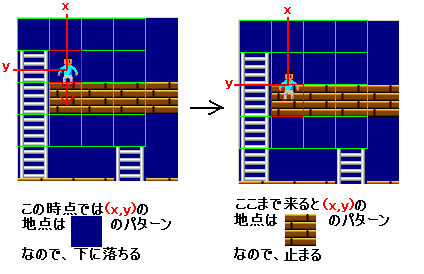 x
y
x
y
この時点では(x,y)の
地点は のパターン
なので、下に落ちる
ここまで来ると(x,y)の
地点は のパターン
なので、止まる